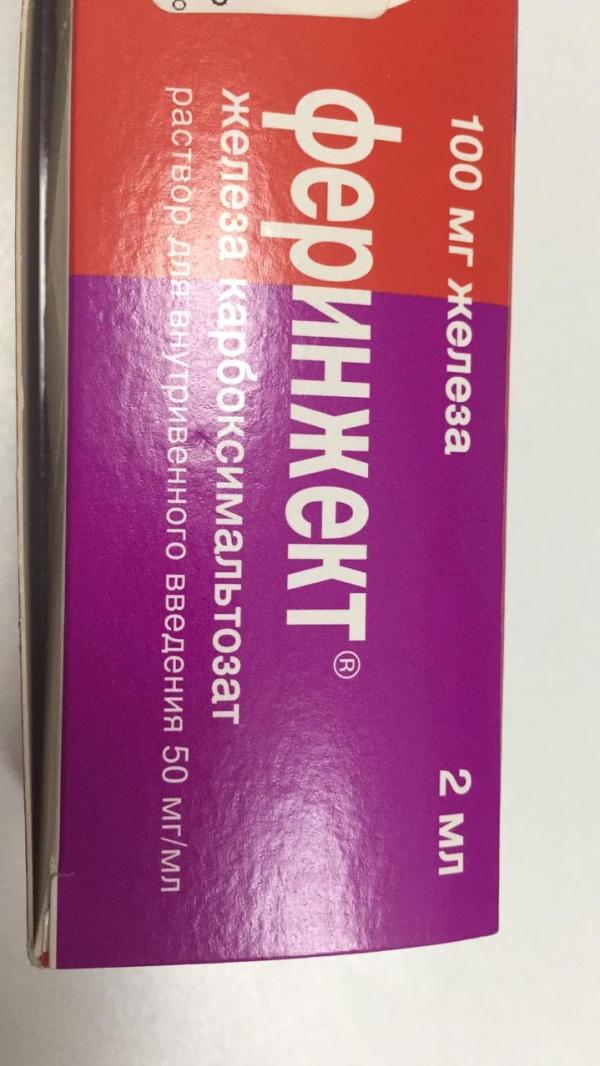 100 мг железа 2 мл
феринжект®
железа карбоксимальтозат
раствор для внутривенного введения 50 мг/мл